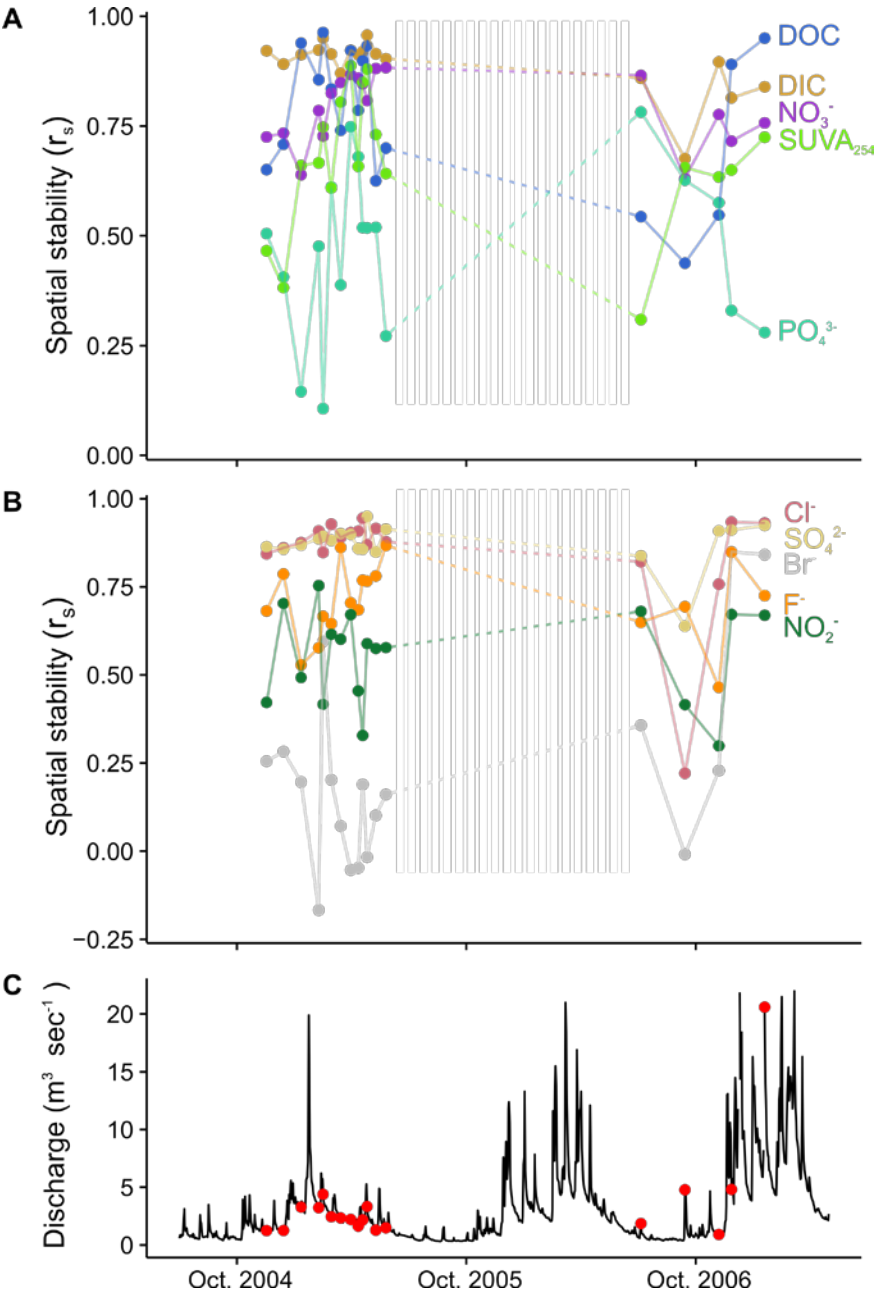 A
1.00
0.75
0.50
0.25
0.00
Spatial stability (rₛ)
DOC
DIC
NO₃⁻
SUVA₂₅₄
PO₄³⁻
B
1.00
0.75
0.50
0.25
0.00
−0.25
Spatial stability (rₛ)
Cl⁻
SO₄²⁻
Br⁻
F⁻
NO₂⁻
C
20
15
10
5
0
Discharge (m³ sec⁻¹)
Oct. 2004 Oct. 2005 Oct. 2006